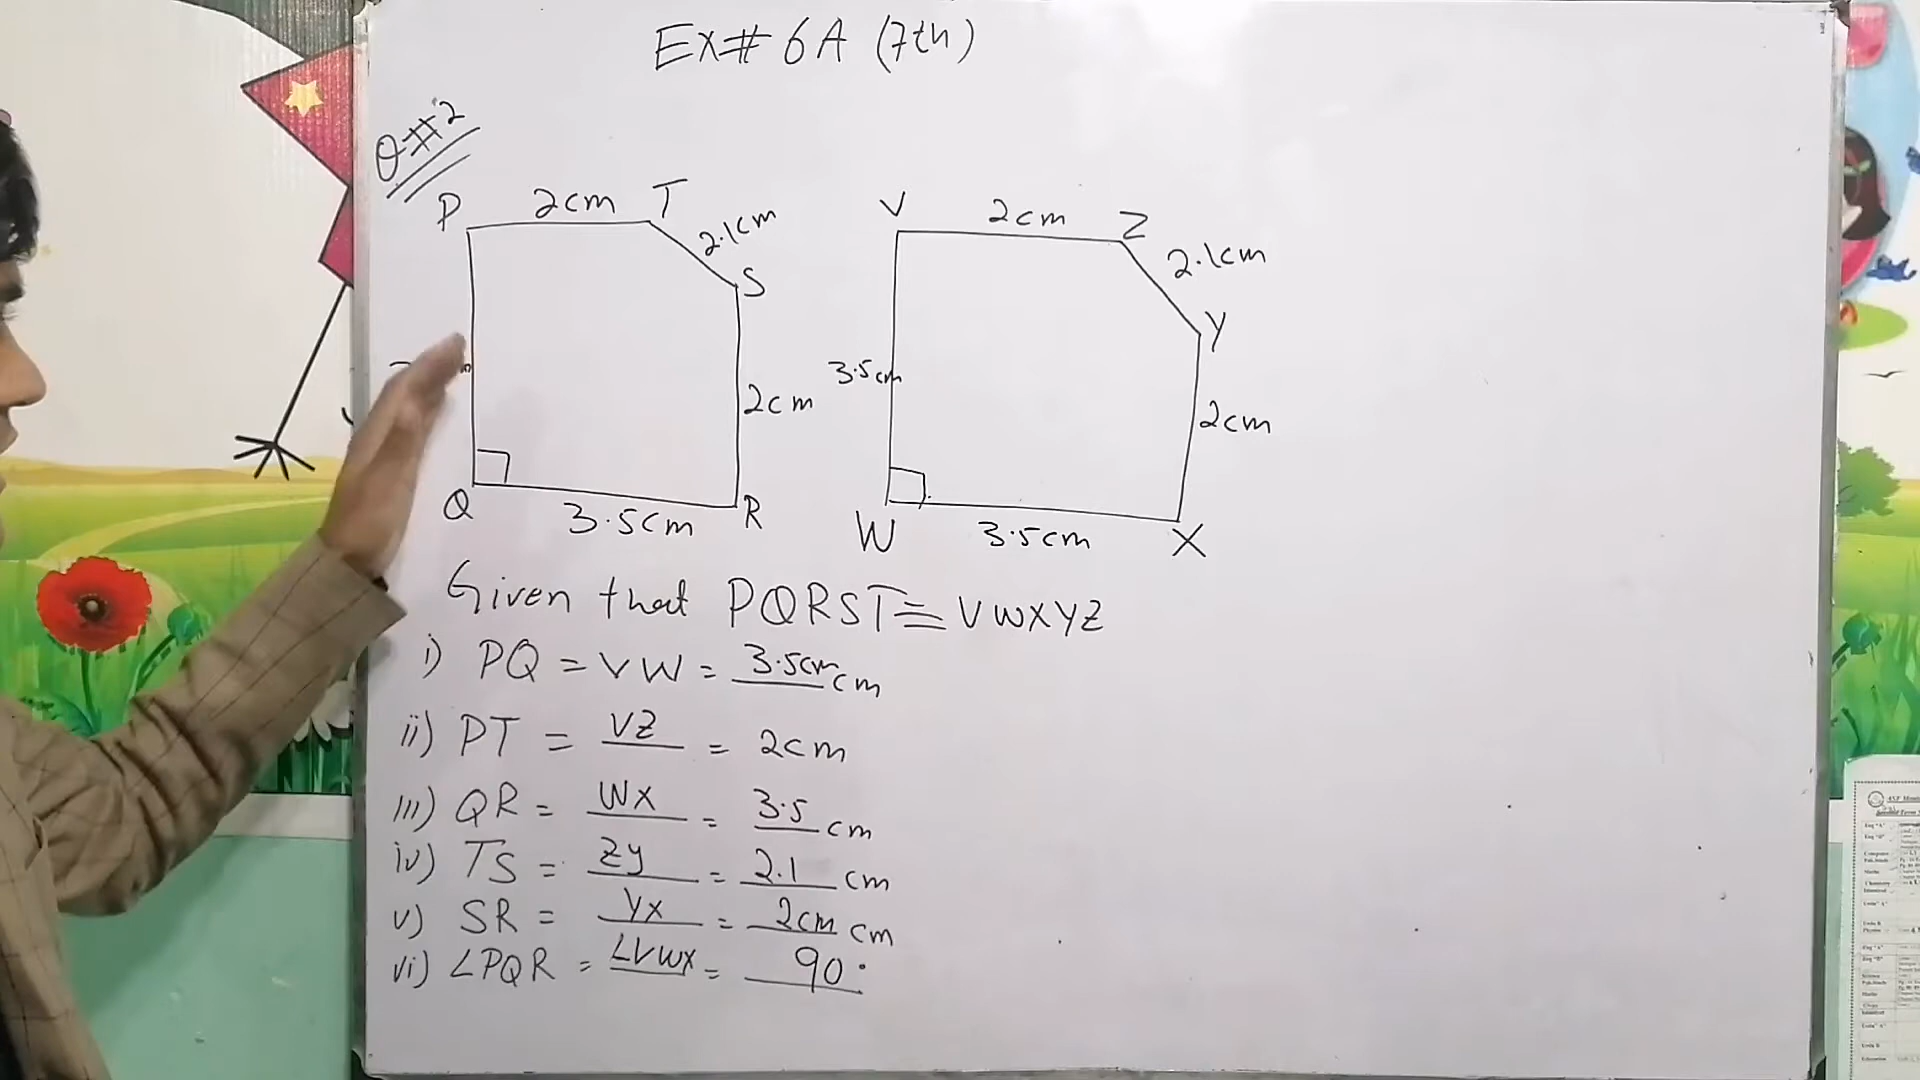 Ex# 6A (7th)
Q#2
P 2cm T
2.1cm
S
2cm
Q 3.5cm R
V 2cm Z
2.1cm
Y
3.5cm
2cm
W 3.5cm X
Given that PQRST ≡ VWXYZ
i) PQ = VW = 3.5cm cm
ii) PT = VZ = 2cm
iii) QR = WX = 3.5 cm
iv) TS = ZY = 2.1 cm
v) SR = YX = 2cm cm
vi) ∠PQR = ∠VWX = 90°